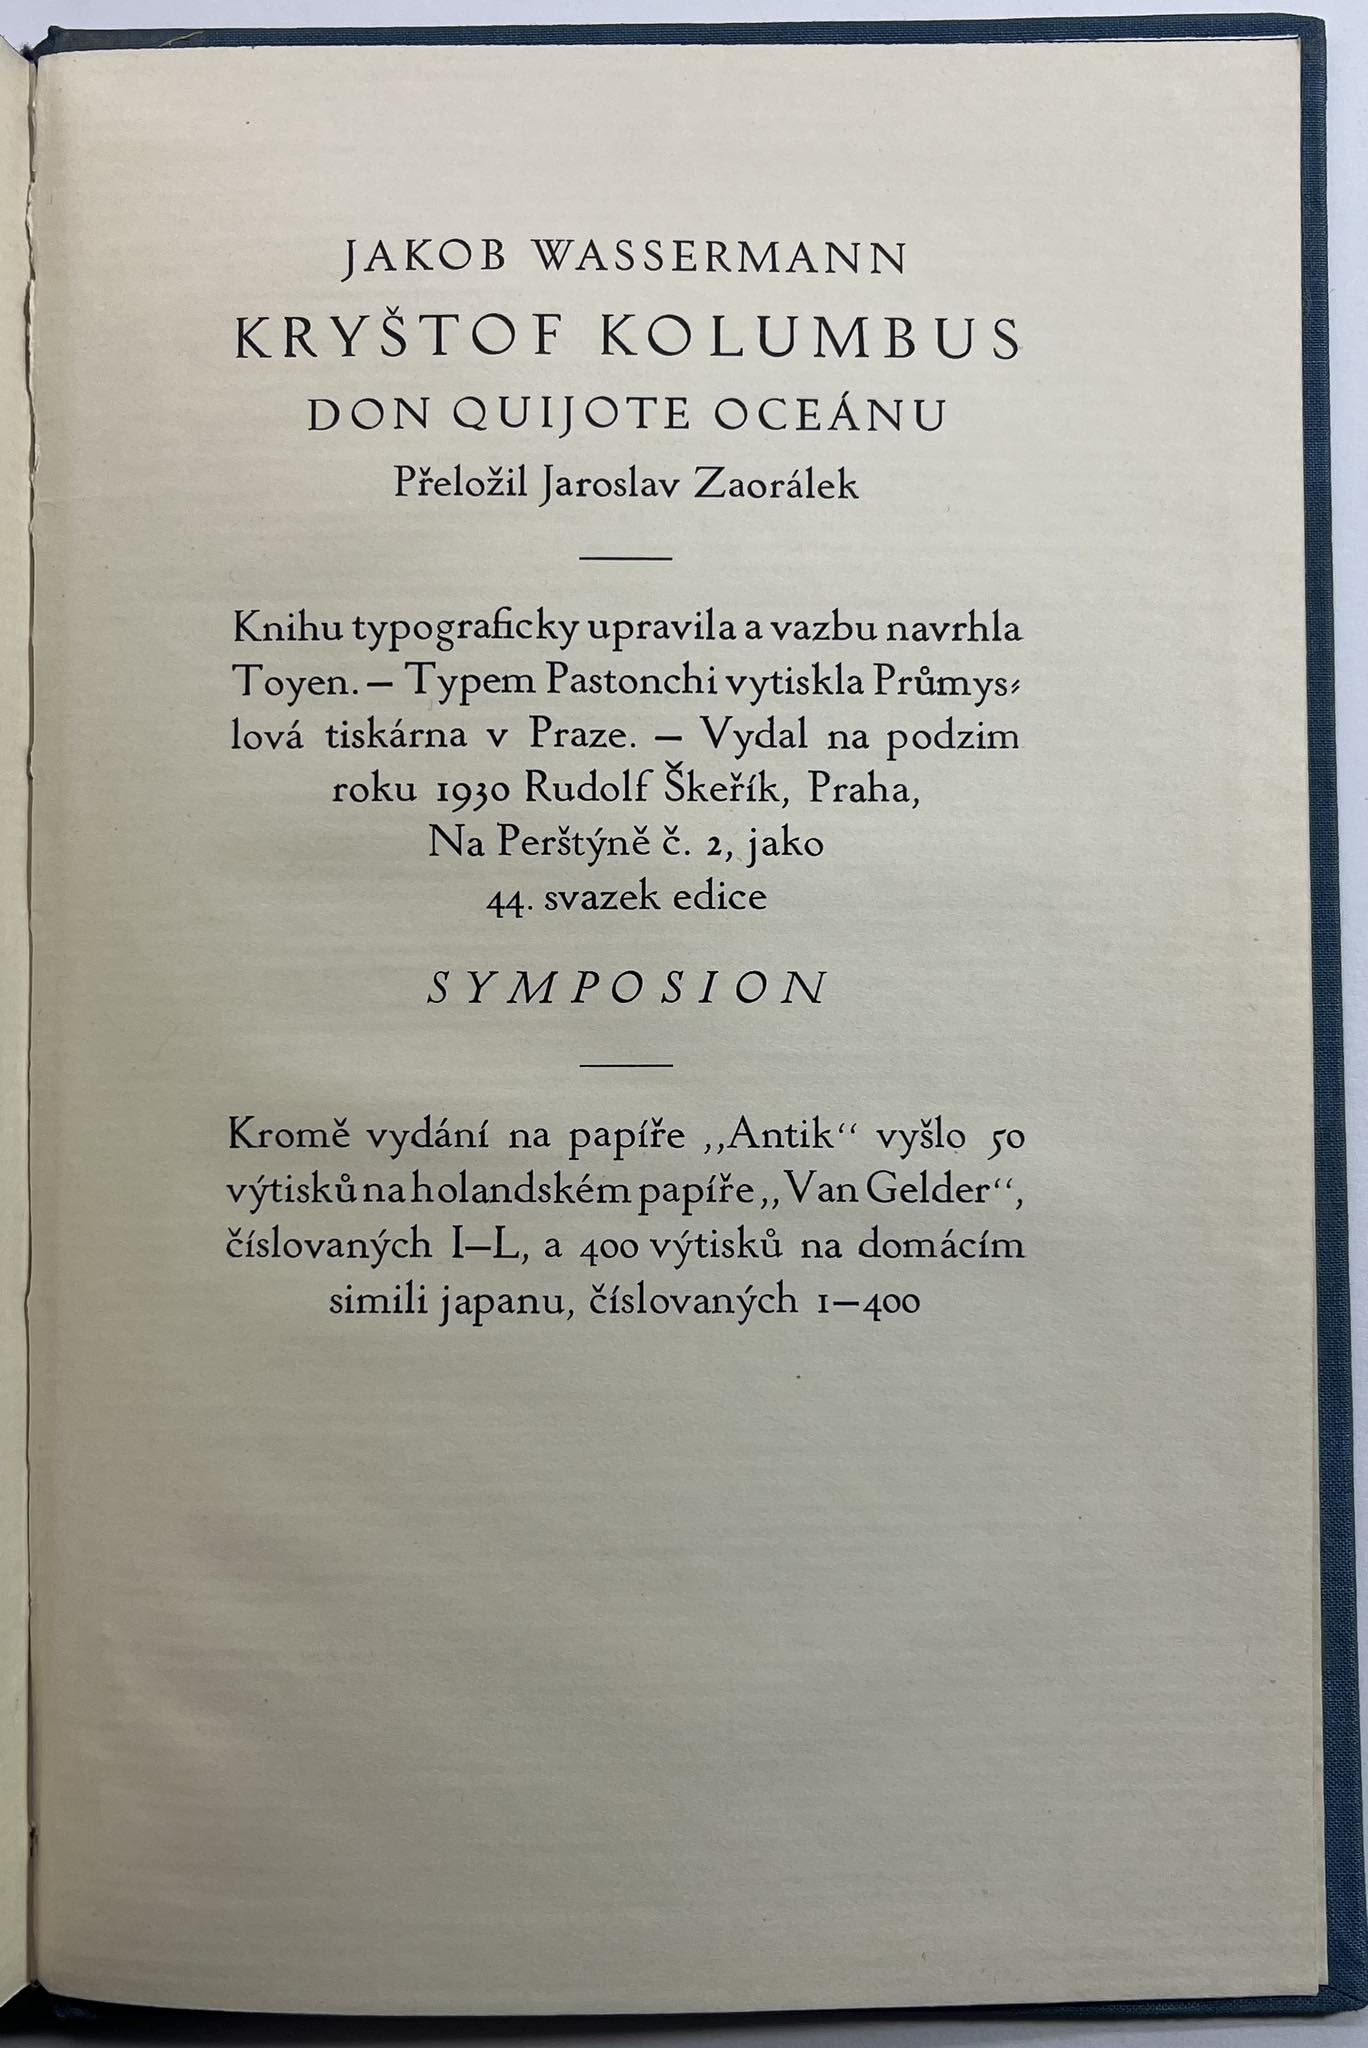 JAKOB WASSERMANN
KRYŠTOF KOLUMBUS
DON QUIJOTE OCEÁNU
Přeložil Jaroslav Zaorálek
Knihu typograficky upravila a vazbu navrhla
Toyen. — Typem Pastonchi vytiskla Průmys-
lová tiskárna v Praze. — Vydal na podzim
roku 1930 Rudolf Škeřík, Praha,
Na Perštýně č. 2, jako
44. svazek edice
SYMPOSION
Kromě vydání na papíře „Antik“ vyšlo 50
výtisků na holandském papíře „Van Gelder“,
číslovaných I—L, a 400 výtisků na domácím
simili japanu, číslovaných 1—400